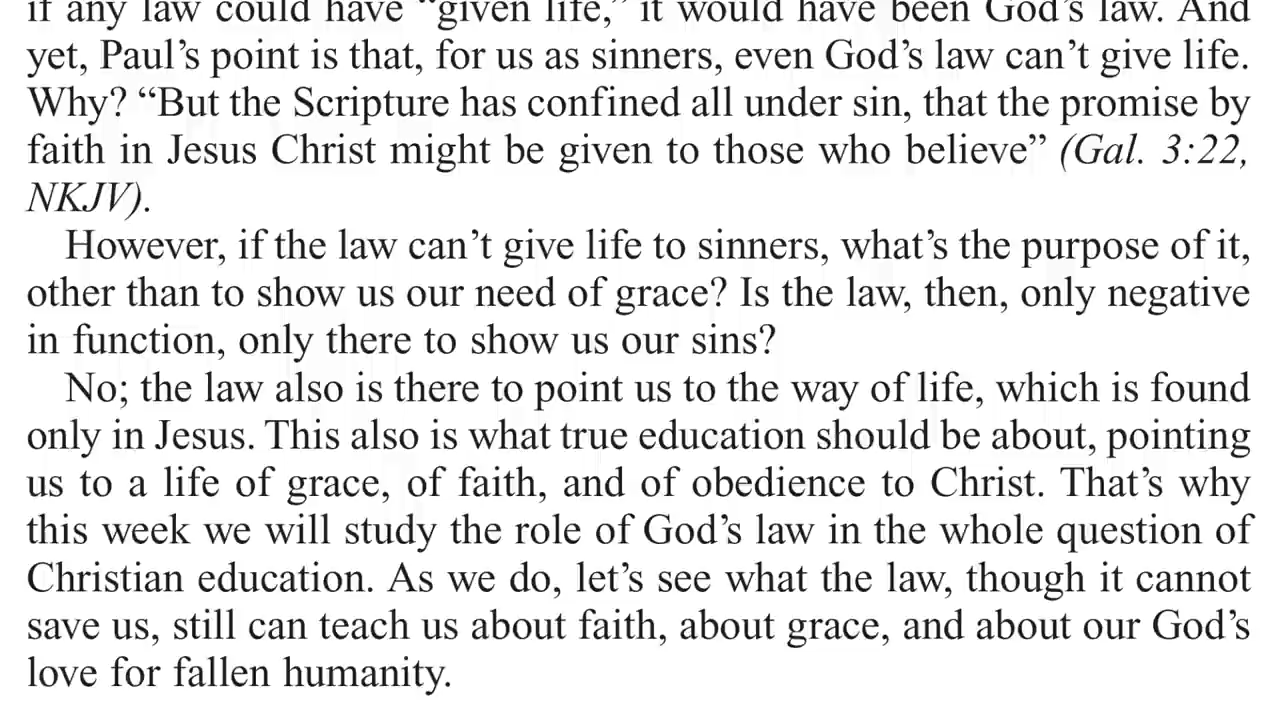 if any law could have “given life,” it would have been God’s law. And
yet, Paul’s point is that, for us as sinners, even God’s law can’t give life.
Why? “But the Scripture has confined all under sin, that the promise by
faith in Jesus Christ might be given to those who believe” (Gal. 3:22,
NKJV).
However, if the law can’t give life to sinners, what’s the purpose of it,
other than to show us our need of grace? Is the law, then, only negative
in function, only there to show us our sins?
No; the law also is there to point us to the way of life, which is found
only in Jesus. This also is what true education should be about, pointing
us to a life of grace, of faith, and of obedience to Christ. That’s why
this week we will study the role of God’s law in the whole question of
Christian education. As we do, let’s see what the law, though it cannot
save us, still can teach us about faith, about grace, and about our God’s
love for fallen humanity.